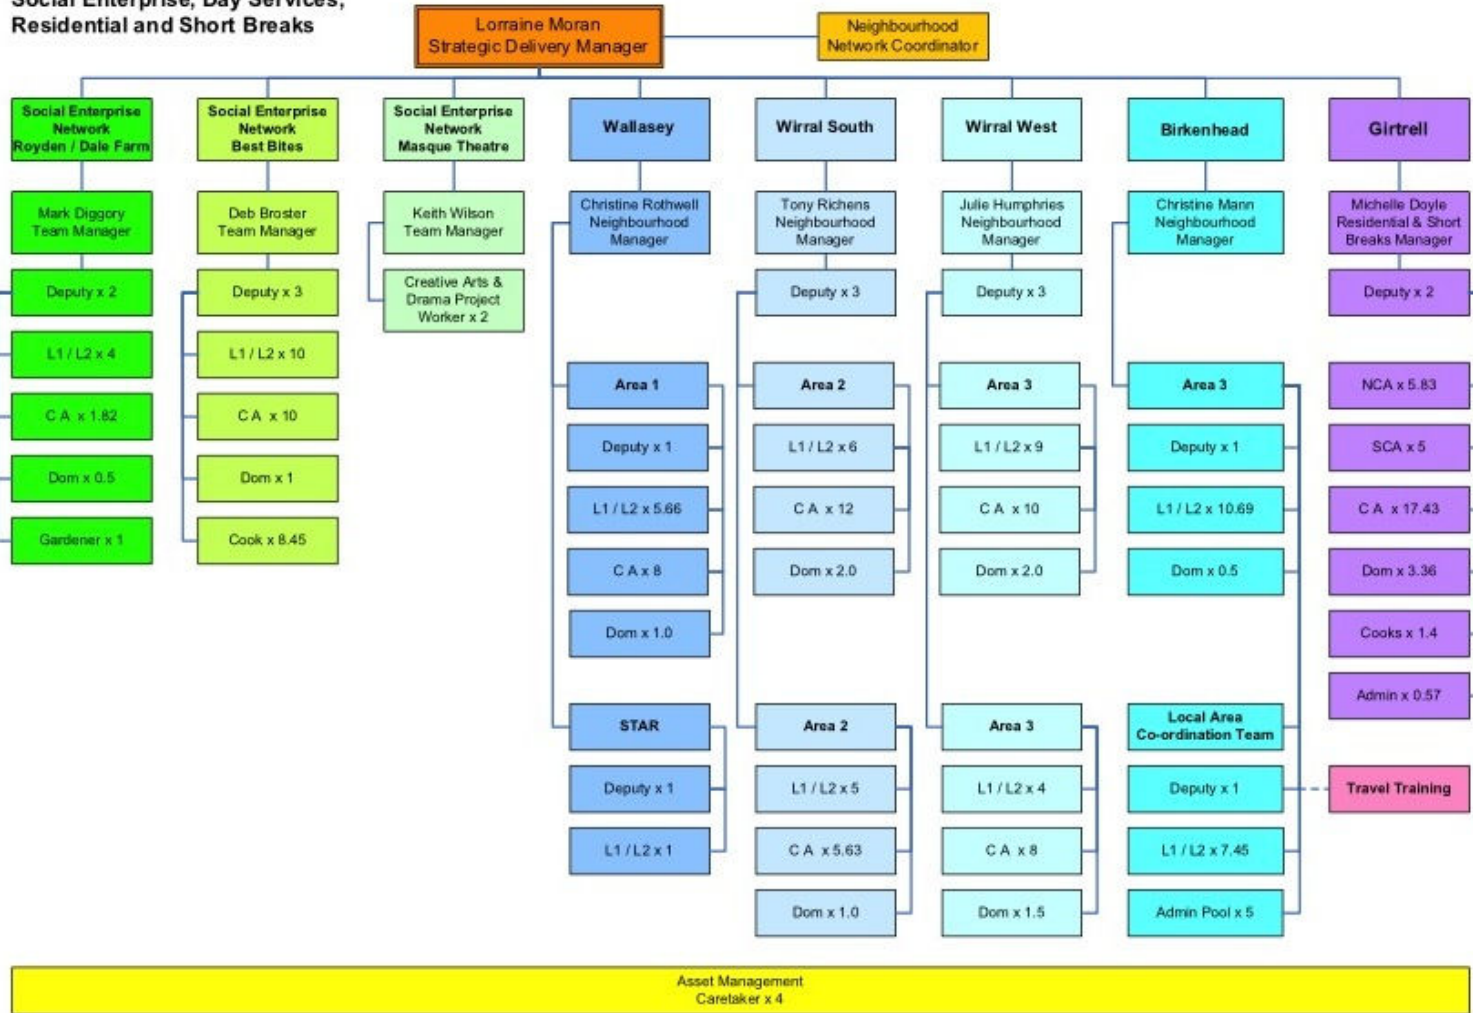 Social Enterprise, Day Services,
Residential and Short Breaks
Lorraine Moran
Strategic Delivery Manager
Neighbourhood
Network Coordinator
Social Enterprise
Network
Royden / Dale Farm
Mark Diggory
Team Manager
Deputy x 2
L1 / L2 x 4
C A x 1.82
Dom x 0.5
Gardener x 1
Social Enterprise
Network
Best Bites
Deb Broster
Team Manager
Deputy x 3
L1 / L2 x 10
C A x 10
Dom x 1
Cook x 8.45
Social Enterprise
Network
Masque Theatre
Keith Wilson
Team Manager
Creative Arts &
Drama Project
Worker x 2
Wallasey
Christine Rothwell
Neighbourhood
Manager
Area 1
Deputy x 1
L1 / L2 x 5.66
C A x 8
Dom x 1.0
STAR
Deputy x 1
L1 / L2 x 1
Wirral South
Tony Richens
Neighbourhood
Manager
Deputy x 3
Area 2
L1 / L2 x 6
C A x 12
Dom x 2.0
Area 2
L1 / L2 x 5
C A x 5.63
Dom x 1.0
Wirral West
Julie Humphries
Neighbourhood
Manager
Deputy x 3
Area 3
L1 / L2 x 9
C A x 10
Dom x 2.0
Area 3
L1 / L2 x 4
C A x 8
Dom x 1.5
Birkenhead
Christine Mann
Neighbourhood
Manager
Area 3
Deputy x 1
L1 / L2 x 10.69
Dom x 0.5
Local Area
Co-ordination Team
Deputy x 1
L1 / L2 x 7.45
Admin Pool x 5
Girtrell
Michelle Doyle
Residential & Short
Breaks Manager
Deputy x 2
NCA x 5.83
SCA x 5
C A x 17.43
Dom x 3.36
Cooks x 1.4
Admin x 0.57
Travel Training
Asset Management
Caretaker x 4